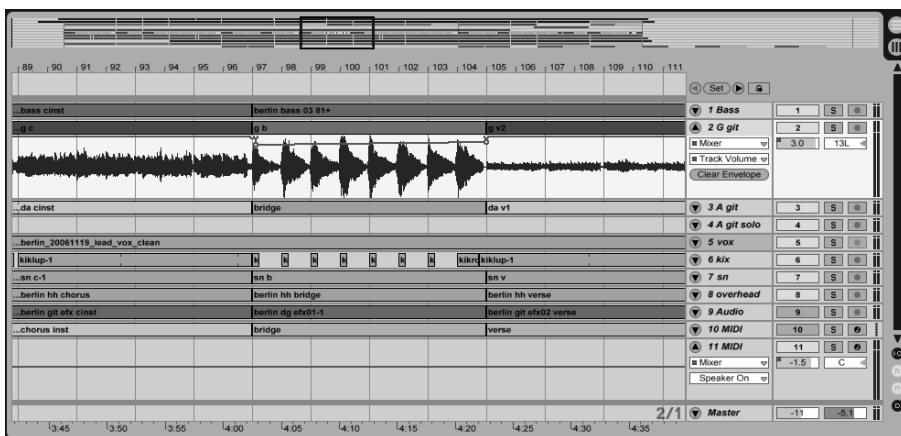 89 90 91 92 93 94 95 96 97 98 99 100 101 102 103 104 105 106 107 108 109 110 111
Set
...bass cinst berlin bass 03 81+ 1 Bass 1 S
...g c g b g v2 2 G git 2 S
Mixer 3.0 13L
Track Volume
Clear Envelope
...da cinst bridge da v1 3 A git 3 S
4 A git solo 4 S
...berlin_20061119_lead_vox_clean 5 vox 5 S
kiklup-1 k k k k k k k kikro kiklup-1 6 kix 6 S
...sn c-1 sn b sn v 7 sn 7 S
...berlin hh chorus berlin hh bridge berlin hh verse 8 overhead 8 S
...berlin git efx cinst berlin dg efx01-1 berlin git efx02 verse 9 Audio 9 S
...chorus inst bridge verse 10 MIDI 10 S
11 MIDI 11 S
Mixer -1.5 C
Speaker On
2/1 Master -11 -5.1
3:45 3:50 3:55 4:00 4:05 4:10 4:15 4:20 4:25 4:30 4:35